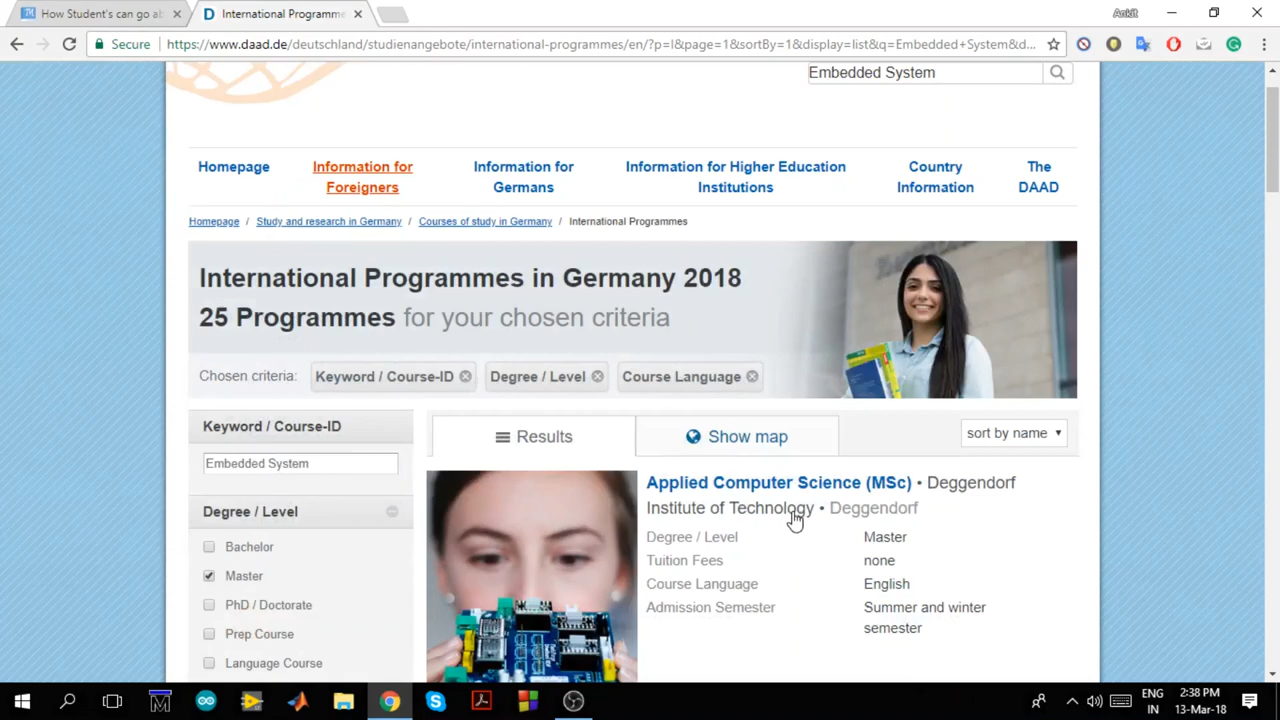 How Student's can go ab
International Programme
Ankit
Secure
https://www.daad.de/deutschland/studienangebote/international-programmes/en/?p=l&page=1&sortBy=1&display=list&q=Embedded+System&d...
Embedded System
Homepage
Information for
Foreigners
Information for
Germans
Information for Higher Education
Institutions
Country
Information
The
DAAD
Homepage / Study and research in Germany / Courses of study in Germany / International Programmes
International Programmes in Germany 2018
25 Programmes for your chosen criteria
Chosen criteria: Keyword / Course-ID Degree / Level Course Language
Keyword / Course-ID
Embedded System
Degree / Level
Bachelor
Master
PhD / Doctorate
Prep Course
Language Course
Results
Show map
sort by name
Applied Computer Science (MSc) • Deggendorf
Institute of Technology • Deggendorf
Degree / Level Master
Tuition Fees none
Course Language English
Admission Semester Summer and winter
semester
ENG
IN
2:38 PM
13-Mar-18